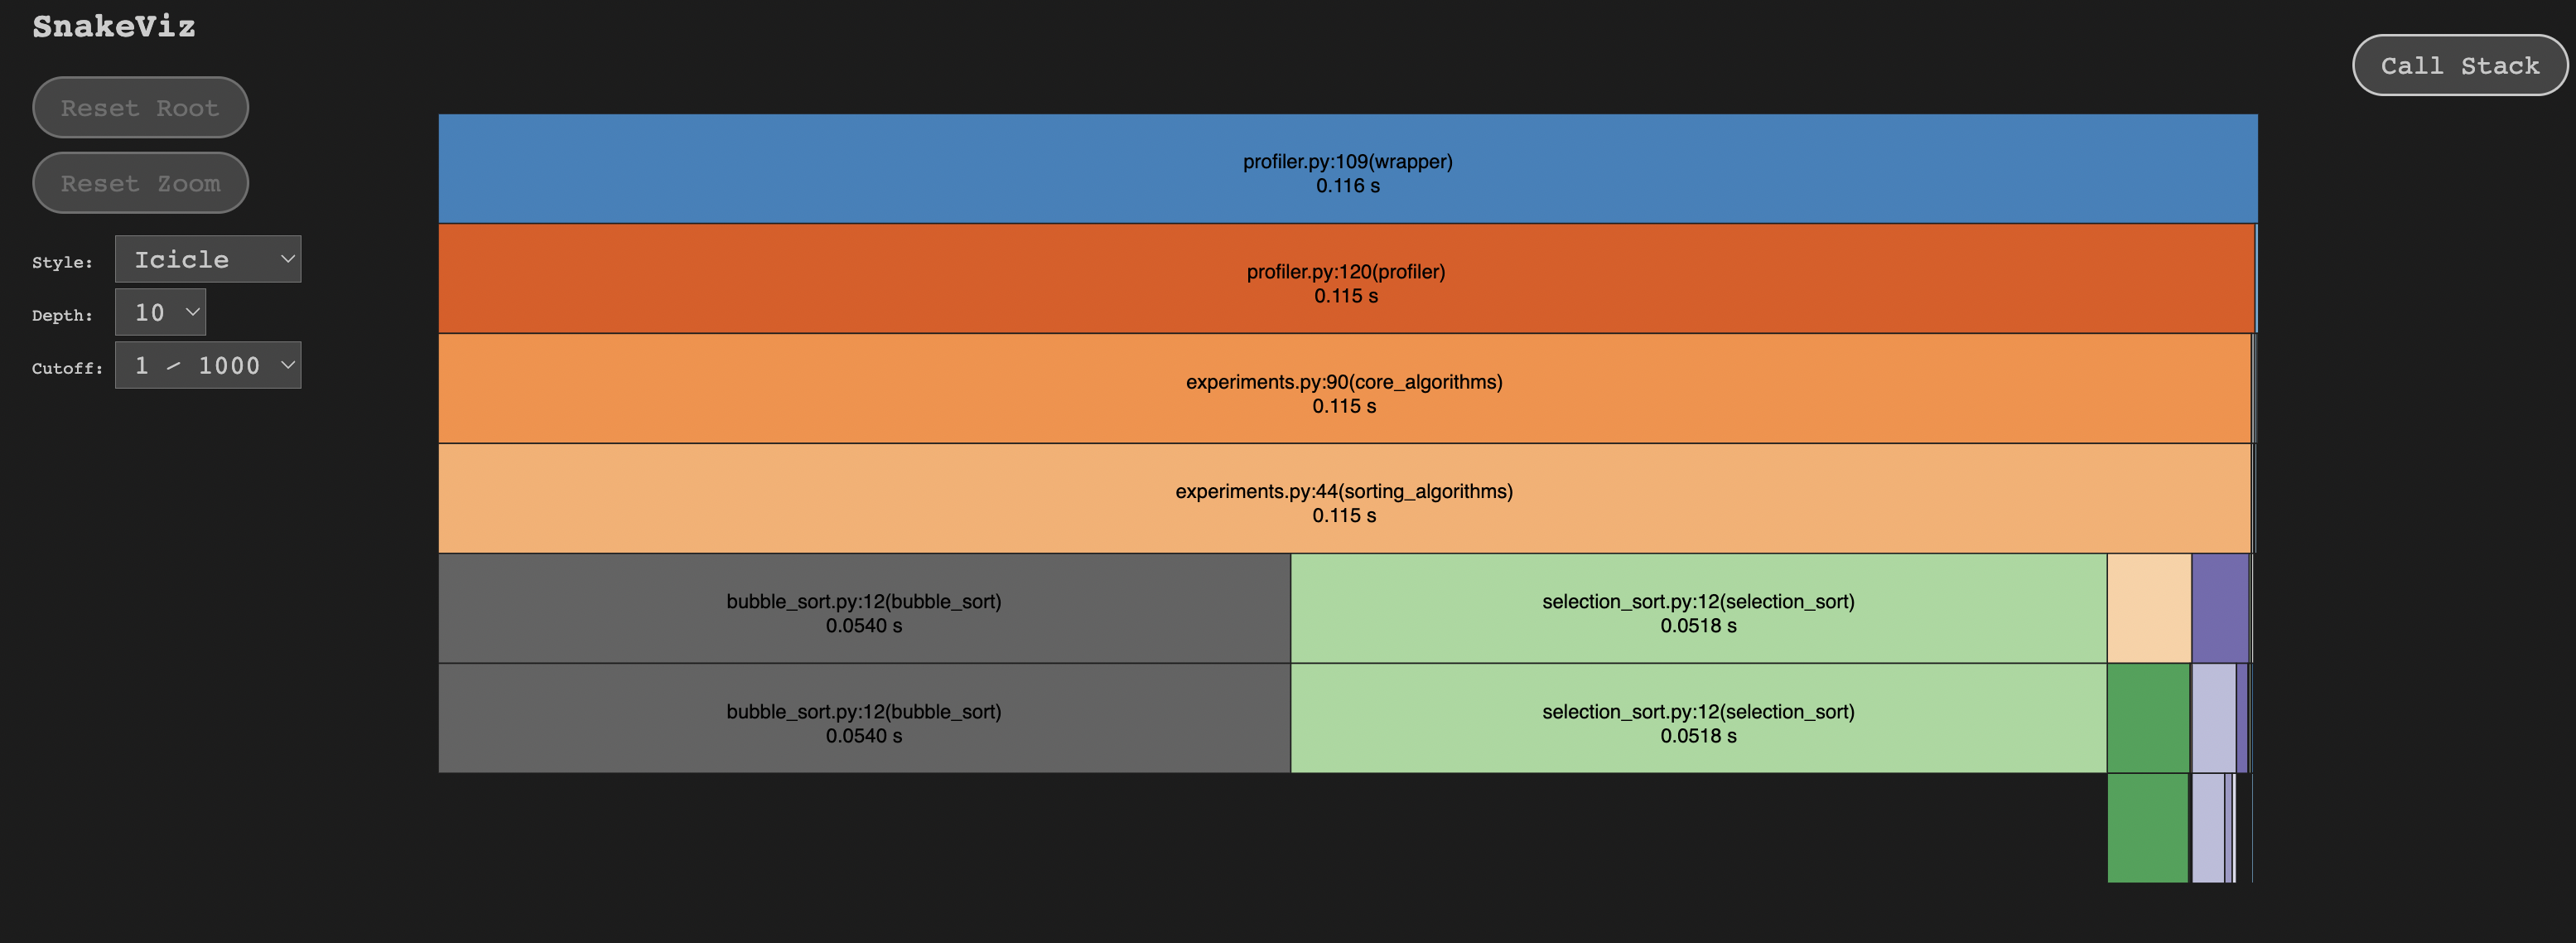 SnakeViz
Call Stack
Reset Root
Reset Zoom
Style: Icicle
Depth: 10
Cutoff: 1 / 1000
profiler.py:109(wrapper)
0.116 s
profiler.py:120(profiler)
0.115 s
experiments.py:90(core_algorithms)
0.115 s
experiments.py:44(sorting_algorithms)
0.115 s
bubble_sort.py:12(bubble_sort)
0.0540 s
selection_sort.py:12(selection_sort)
0.0518 s
bubble_sort.py:12(bubble_sort)
0.0540 s
selection_sort.py:12(selection_sort)
0.0518 s